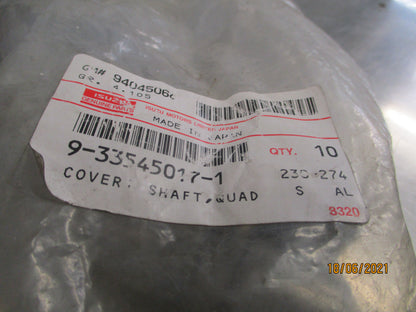 GM# 94045066
GR. 4.105
ISUZU
GENUINE PARTS
ISUZU MOTORS LIMITED JAPAN
MADE IN JAPAN
9-33545017-1
QTY. 10
COVER: SHAFT,QUAD
230-274
S AL
8320
10/06/2021